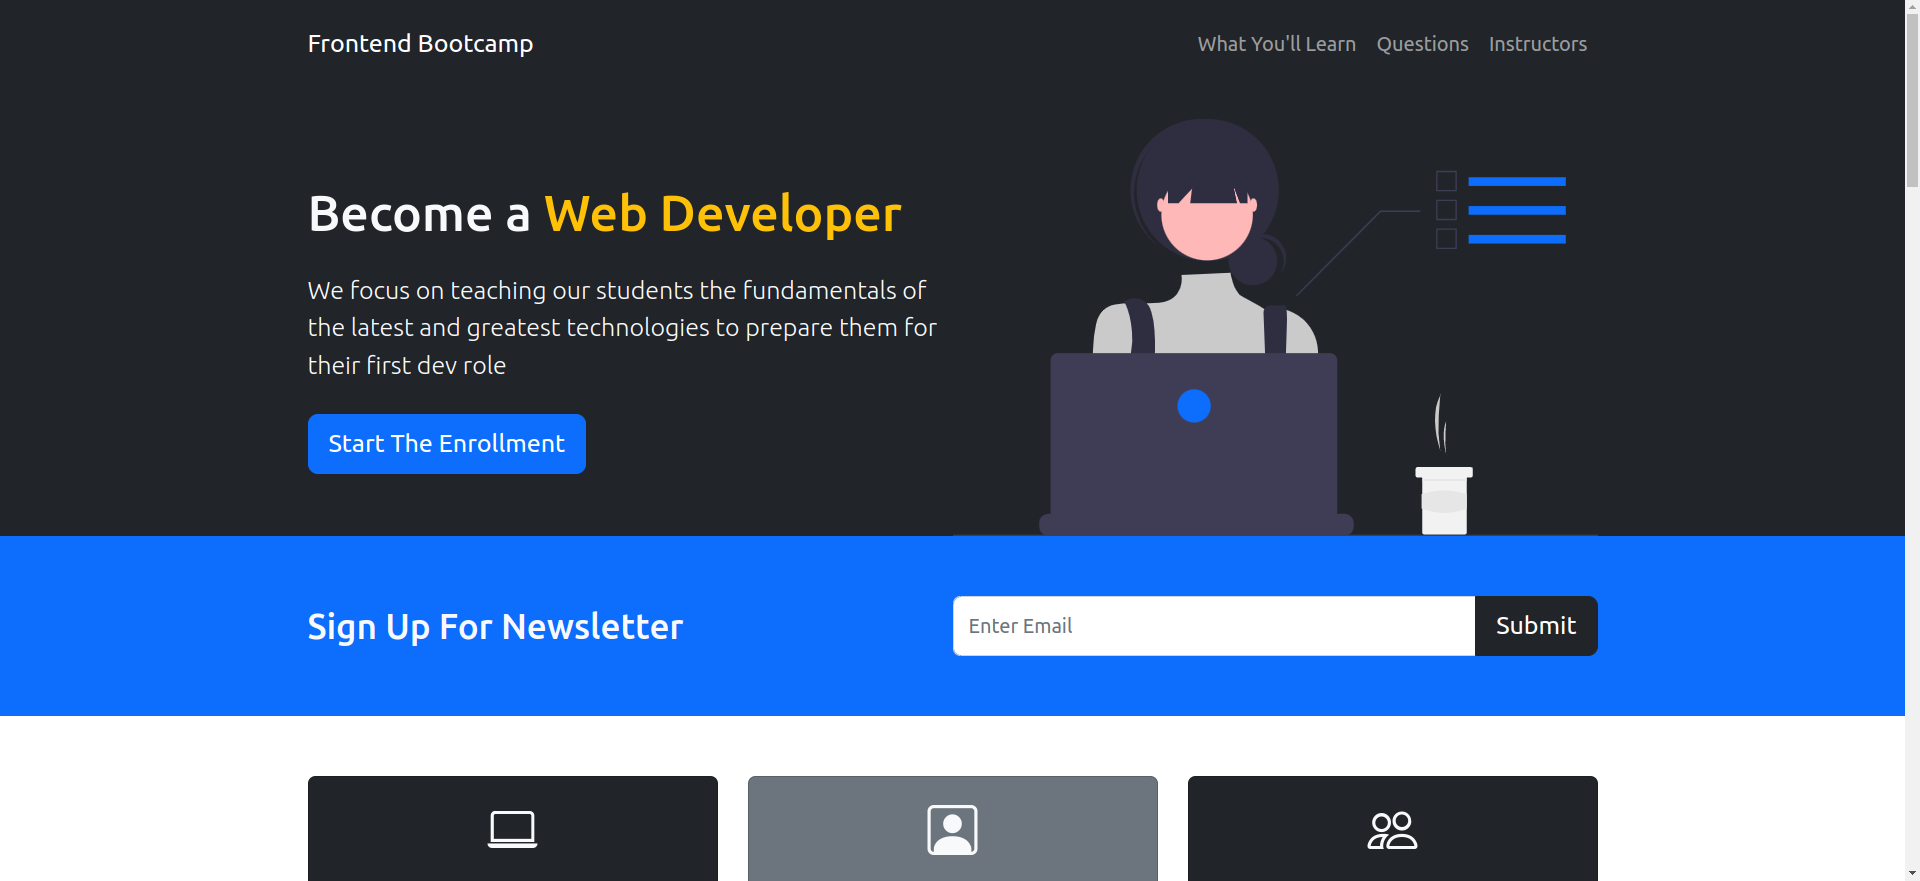 Frontend Bootcamp
What You'll Learn Questions Instructors
Become a Web Developer
We focus on teaching our students the fundamentals of
the latest and greatest technologies to prepare them for
their first dev role
Start The Enrollment
Sign Up For Newsletter
Enter Email
Submit